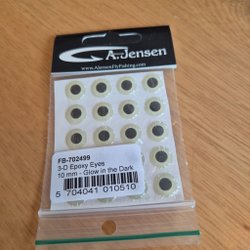 A.Jensen
www.AJensenFlyFishing.com
FB-702499
3-D Epoxy Eyes
10 mm - Glow in the Dark
5 704041 010510